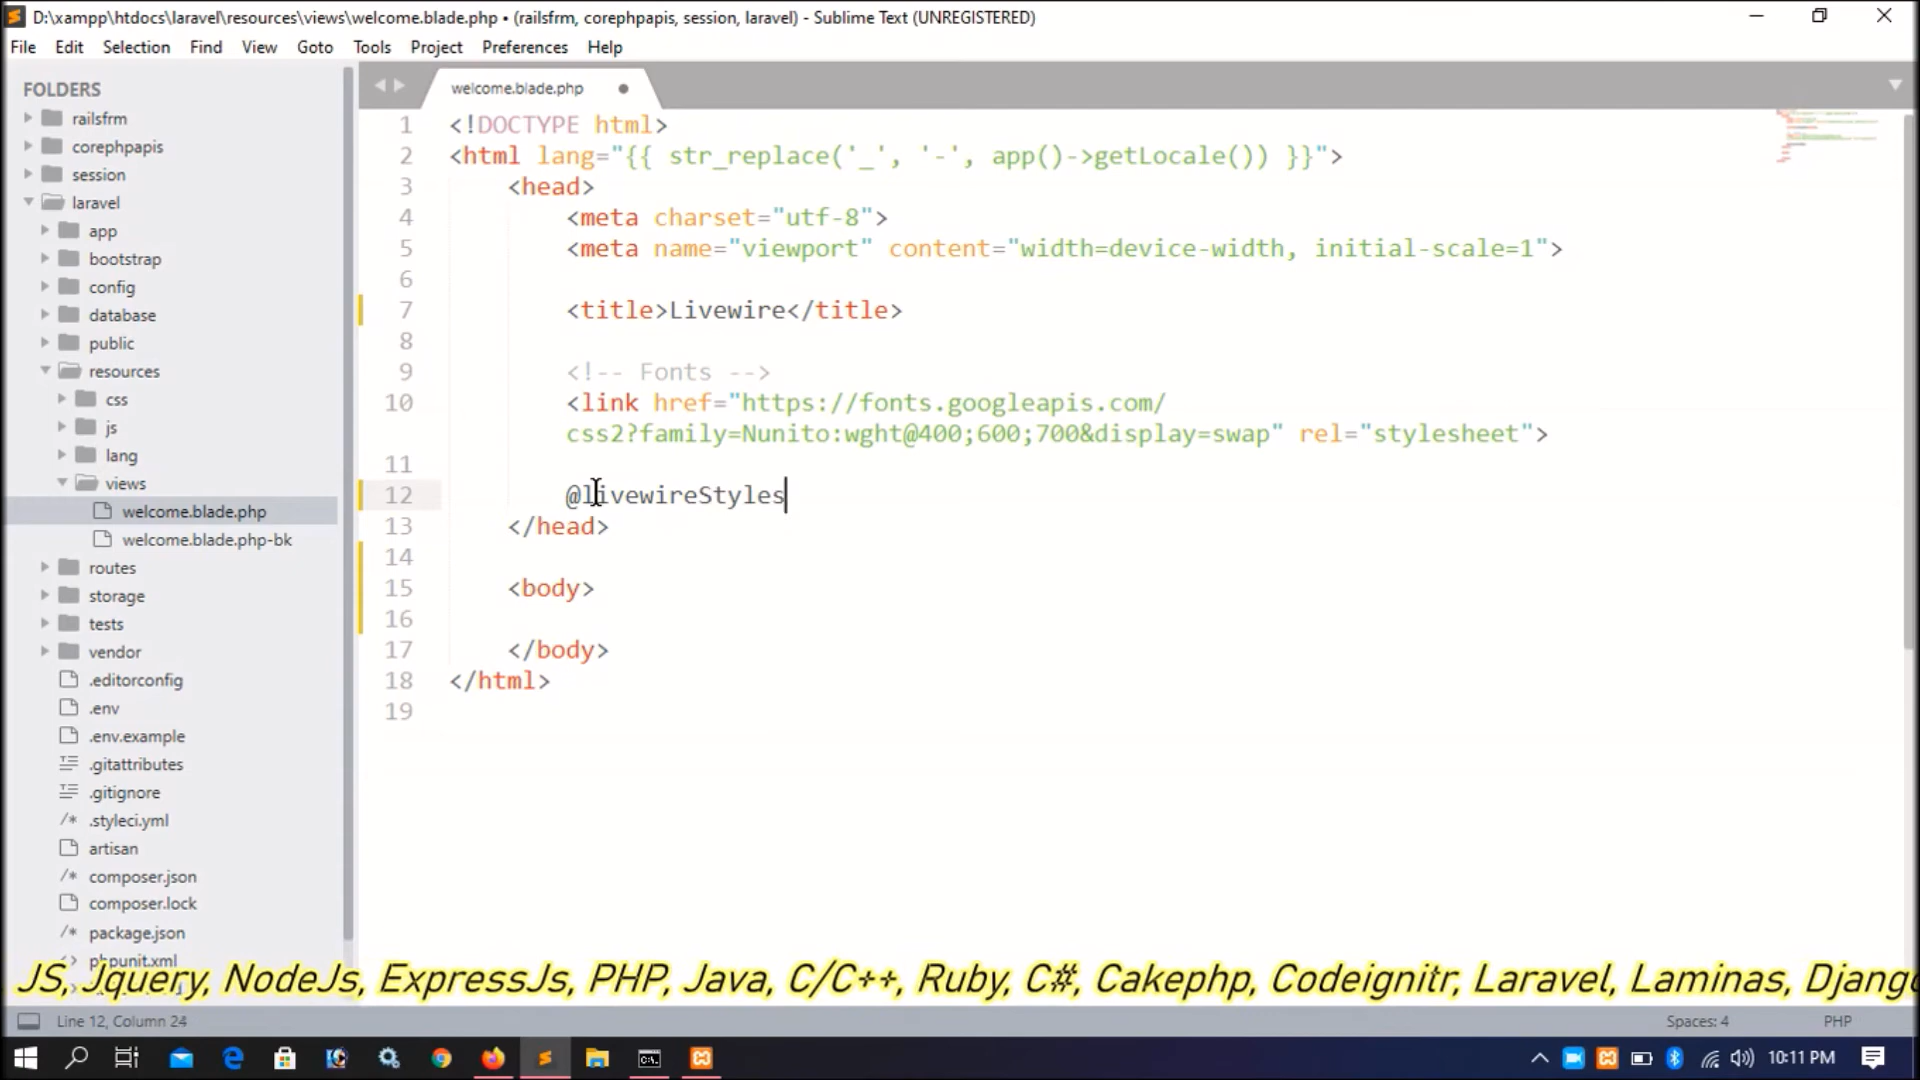 D:\xampp\htdocs\laravel\resources\views\welcome.blade.php • (railsfrm, corephpapis, session, laravel) - Sublime Text (UNREGISTERED)
File Edit Selection Find View Goto Tools Project Preferences Help
FOLDERS
railsfrm
corephpapis
session
laravel
app
bootstrap
config
database
public
resources
css
js
lang
views
welcome.blade.php
welcome.blade.php-bk
routes
storage
tests
vendor
.editorconfig
.env
.env.example
.gitattributes
.gitignore
/* .styleci.yml
artisan
/* composer.json
composer.lock
/* package.json
<> phpunit.xml
welcome.blade.php
1 <!DOCTYPE html>
2 <html lang="{{ str_replace('_', '-', app()->getLocale()) }}">
3 <head>
4 <meta charset="utf-8">
5 <meta name="viewport" content="width=device-width, initial-scale=1">
6
7 <title>Livewire</title>
8
9 <!-- Fonts -->
10 <link href="https://fonts.googleapis.com/
css2?family=Nunito:wght@400;600;700&display=swap" rel="stylesheet">
11
12 @livewireStyles
13 </head>
14
15 <body>
16
17 </body>
18 </html>
19
JS, Jquery, NodeJs, ExpressJs, PHP, Java, C/C++, Ruby, C#, Cakephp, Codeignitr, Laravel, Laminas, Django
Line 12, Column 24 Spaces: 4 PHP
10:11 PM